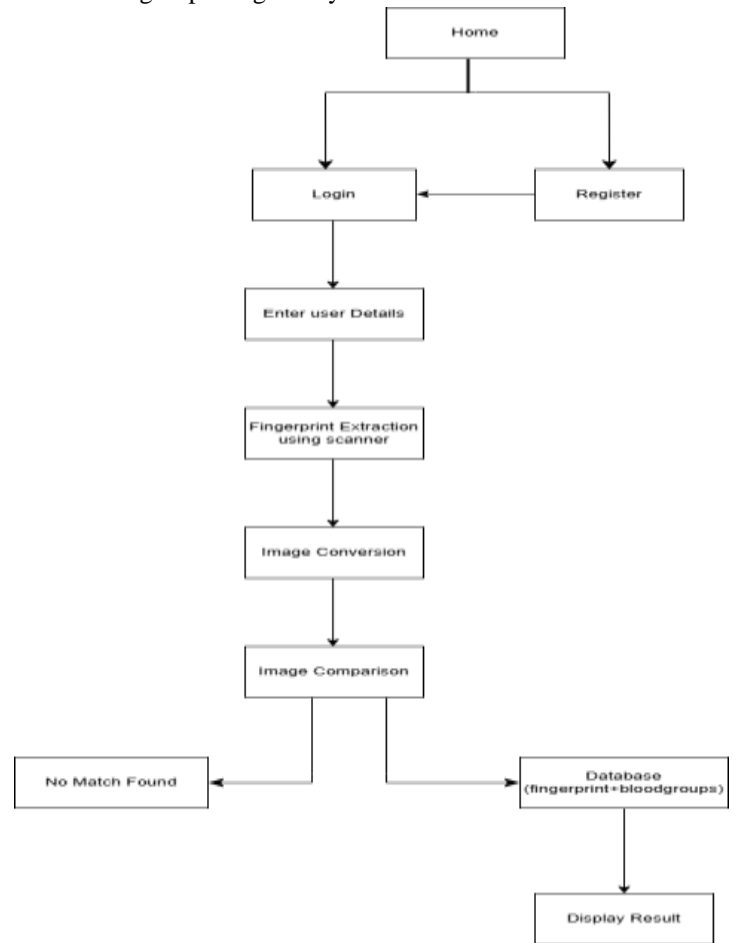 Home
Login
Register
Enter user Details
Fingerprint Extraction
using scanner
Image Conversion
Image Comparison
No Match Found
Database
(fingerprint+bloodgroups)
Display Result